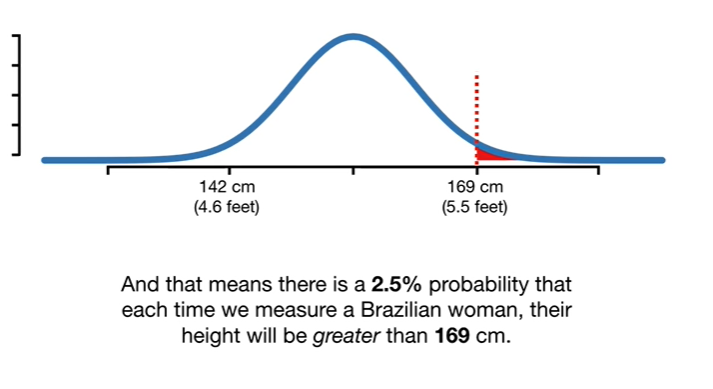 142 cm
(4.6 feet)
169 cm
(5.5 feet)
And that means there is a 2.5% probability that
each time we measure a Brazilian woman, their
height will be greater than 169 cm.